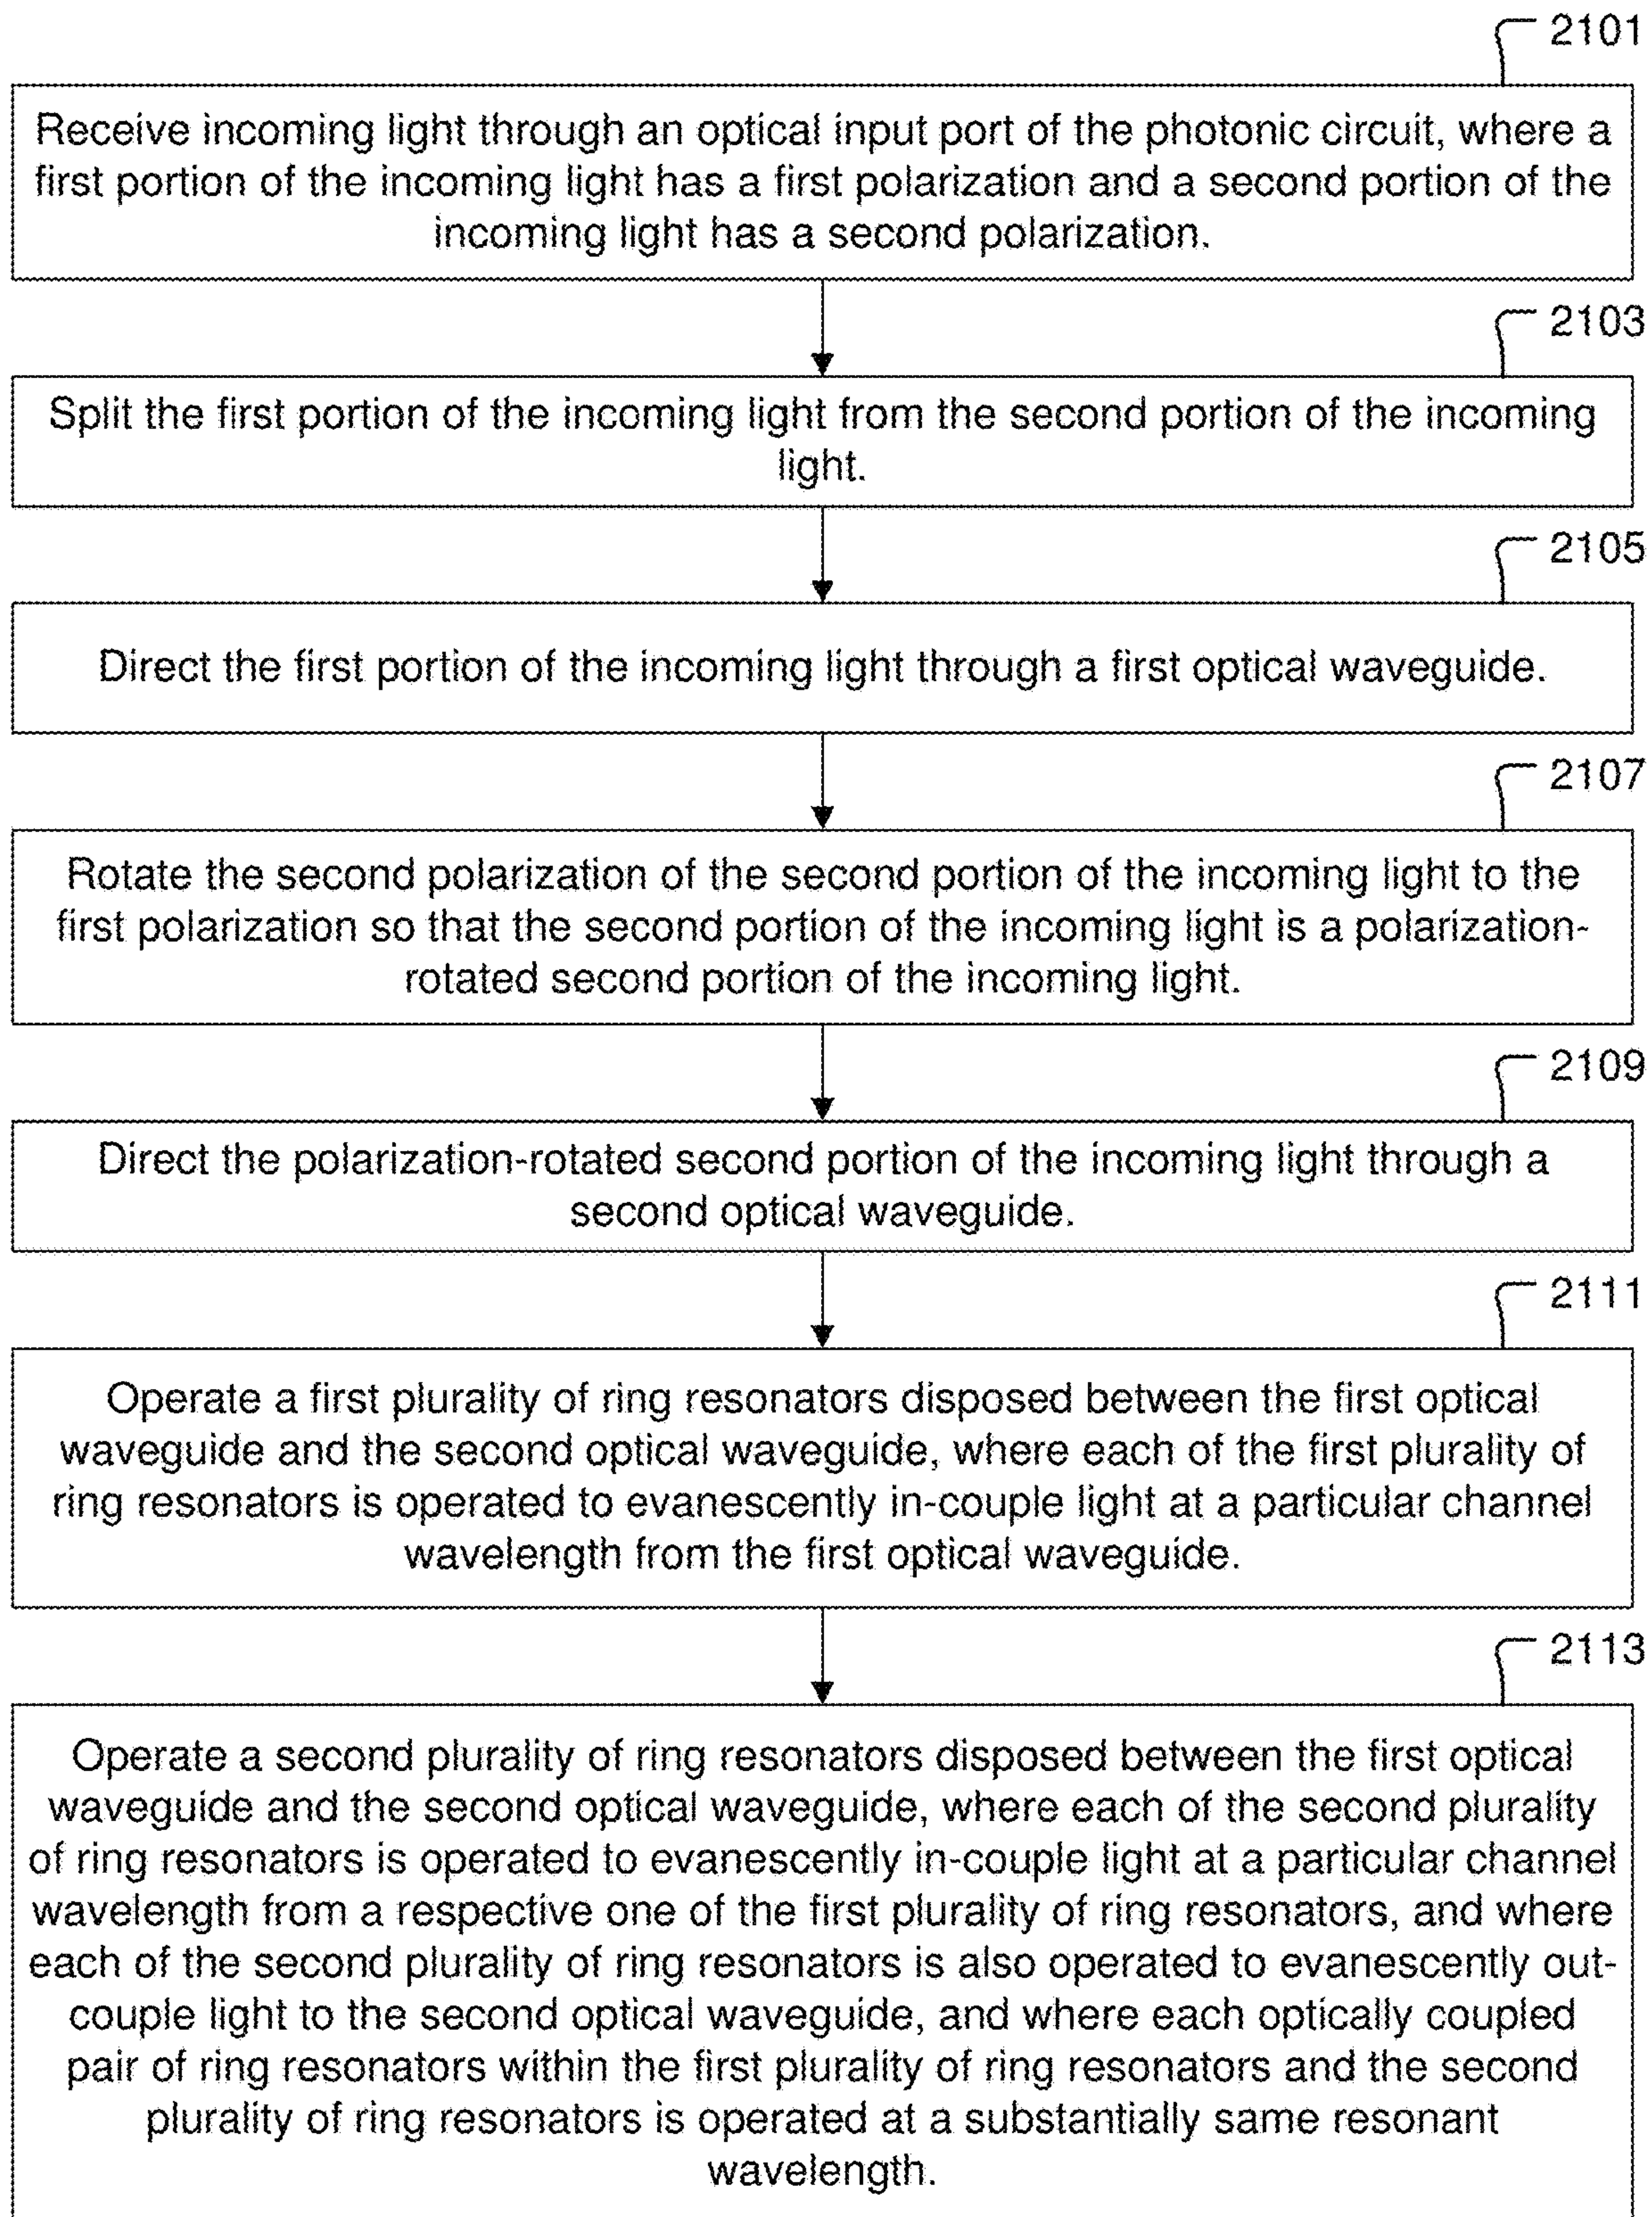 2101
Receive incoming light through an optical input port of the photonic circuit, where a
first portion of the incoming light has a first polarization and a second portion of the
incoming light has a second polarization.
2103
Split the first portion of the incoming light from the second portion of the incoming
light.
2105
Direct the first portion of the incoming light through a first optical waveguide.
2107
Rotate the second polarization of the second portion of the incoming light to the
first polarization so that the second portion of the incoming light is a polarization-
rotated second portion of the incoming light.
2109
Direct the polarization-rotated second portion of the incoming light through a
second optical waveguide.
2111
Operate a first plurality of ring resonators disposed between the first optical
waveguide and the second optical waveguide, where each of the first plurality of
ring resonators is operated to evanescently in-couple light at a particular channel
wavelength from the first optical waveguide.
2113
Operate a second plurality of ring resonators disposed between the first optical
waveguide and the second optical waveguide, where each of the second plurality
of ring resonators is operated to evanescently in-couple light at a particular channel
wavelength from a respective one of the first plurality of ring resonators, and where
each of the second plurality of ring resonators is also operated to evanescently out-
couple light to the second optical waveguide, and where each optically coupled
pair of ring resonators within the first plurality of ring resonators and the second
plurality of ring resonators is operated at a substantially same resonant
wavelength.